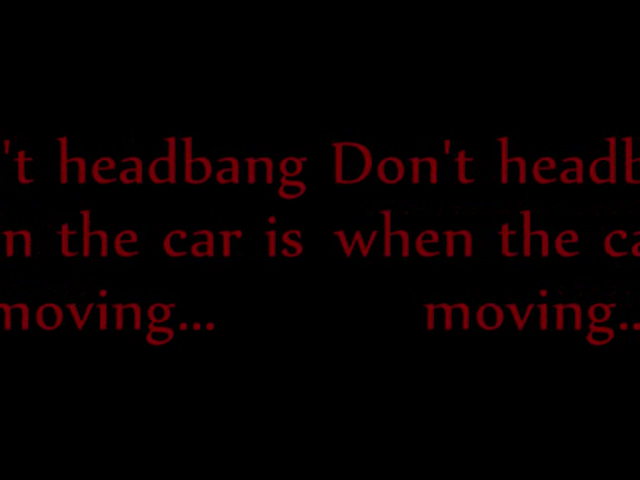 't headbang Don't headb
n the car is when the ca
moving... moving..